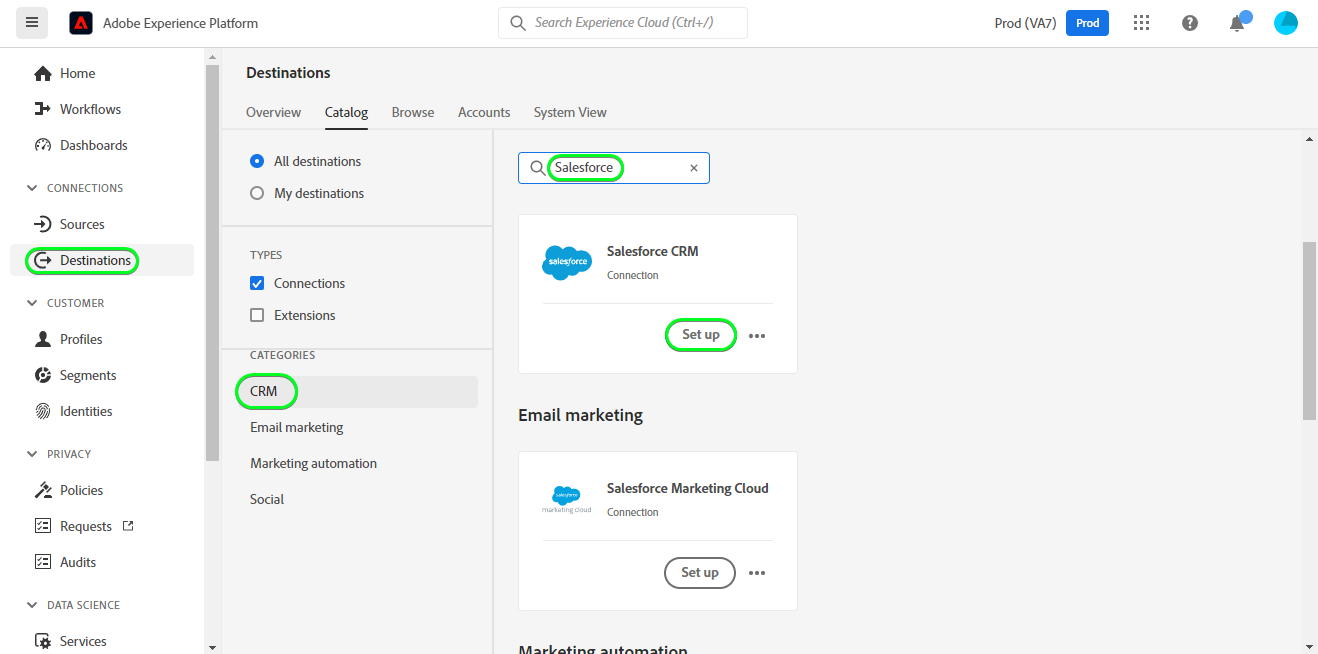 Adobe Experience Platform
Search Experience Cloud (Ctrl+/)
Prod (VA7)
Prod
Home
Workflows
Dashboards
CONNECTIONS
Sources
Destinations
CUSTOMER
Profiles
Segments
Identities
PRIVACY
Policies
Requests
Audits
DATA SCIENCE
Services
Destinations
Overview Catalog Browse Accounts System View
All destinations
My destinations
TYPES
Connections
Extensions
CATEGORIES
CRM
Email marketing
Marketing automation
Social
Salesforce
salesforce
Salesforce CRM
Connection
Set up
Email marketing
salesforce
marketing cloud
Salesforce Marketing Cloud
Connection
Set up
Marketing automation